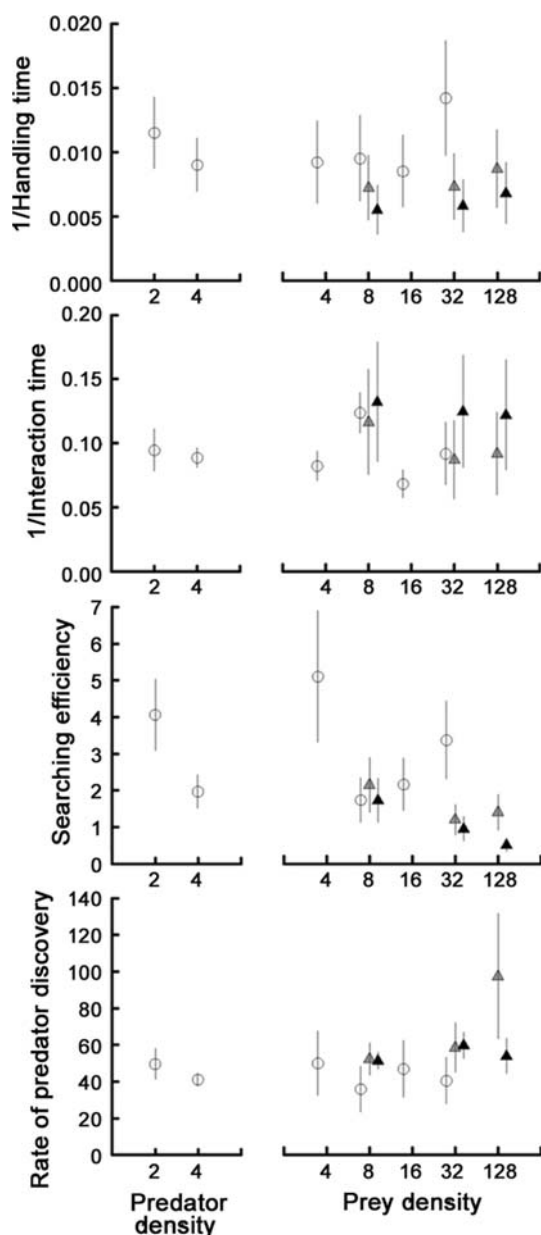 1/Handling time
0.020
0.015
0.010
0.005
0.000
2 4
4 8 16 32 128
1/Interaction time
0.20
0.15
0.10
0.05
0.00
2 4
4 8 16 32 128
Searching efficiency
7
6
5
4
3
2
1
0
2 4
4 8 16 32 128
Rate of predator discovery
140
120
100
80
60
40
20
0
2 4
4 8 16 32 128
Predator
density
Prey density